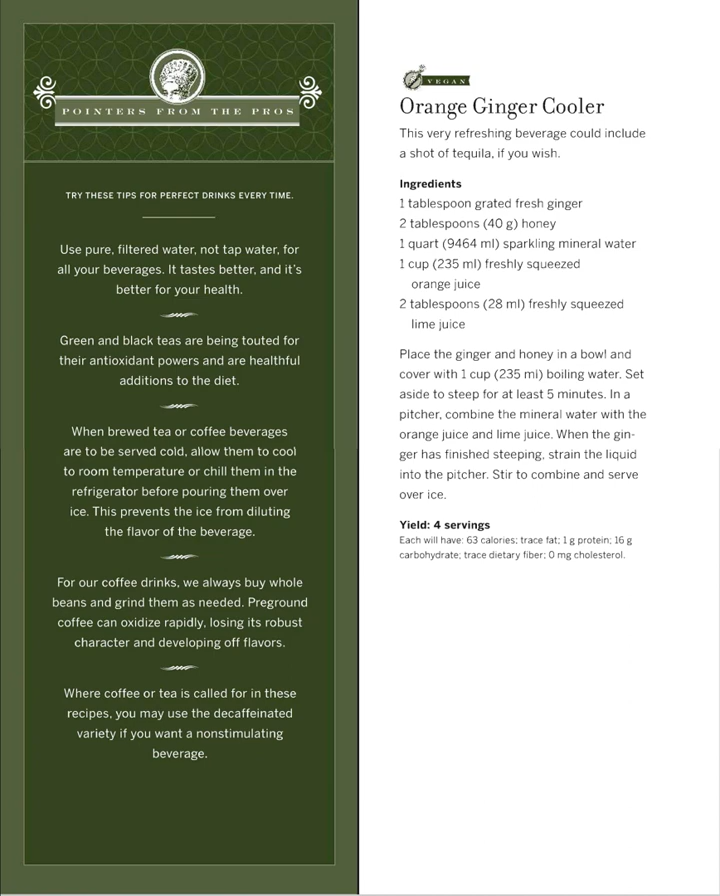 POINTERS FROM THE PROS
TRY THESE TIPS FOR PERFECT DRINKS EVERY TIME.
Use pure, filtered water, not tap water, for
all your beverages. It tastes better, and it's
better for your health.
Green and black teas are being touted for
their antioxidant powers and are healthful
additions to the diet.
When brewed tea or coffee beverages
are to be served cold, allow them to cool
to room temperature or chill them in the
refrigerator before pouring them over
ice. This prevents the ice from diluting
the flavor of the beverage.
For our coffee drinks, we always buy whole
beans and grind them as needed. Preground
coffee can oxidize rapidly, losing its robust
character and developing off flavors.
Where coffee or tea is called for in these
recipes, you may use the decaffeinated
variety if you want a nonstimulating
beverage.
VEGAN
Orange Ginger Cooler
This very refreshing beverage could include
a shot of tequila, if you wish.
Ingredients
1 tablespoon grated fresh ginger
2 tablespoons (40 g) honey
1 quart (9464 ml) sparkling mineral water
1 cup (235 ml) freshly squeezed
orange juice
2 tablespoons (28 ml) freshly squeezed
lime juice
Place the ginger and honey in a bowl and
cover with 1 cup (235 ml) boiling water. Set
aside to steep for at least 5 minutes. In a
pitcher, combine the mineral water with the
orange juice and lime juice. When the gin-
ger has finished steeping, strain the liquid
into the pitcher. Stir to combine and serve
over ice.
Yield: 4 servings
Each will have: 63 calories; trace fat; 1 g protein; 16 g
carbohydrate; trace dietary fiber; 0 mg cholesterol.